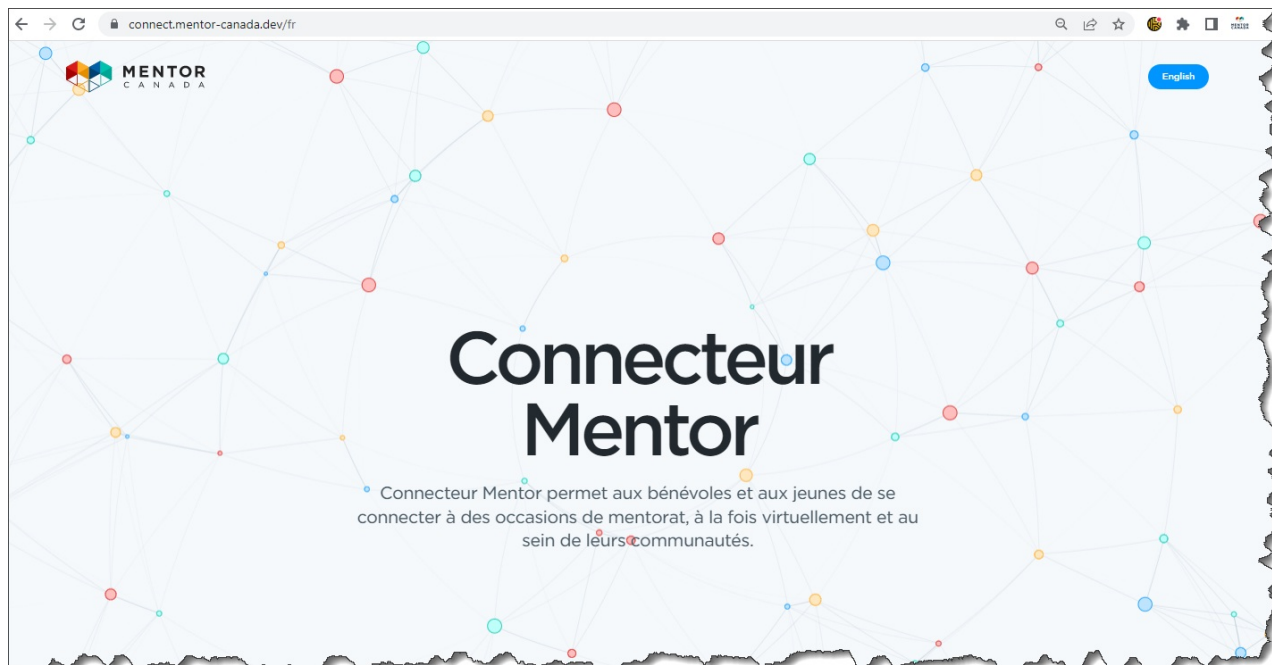 connect.mentor-canada.dev/fr
MENTOR
CANADA
English
Connecteur
Mentor
Connecteur Mentor permet aux bénévoles et aux jeunes de se
connecter à des occasions de mentorat, à la fois virtuellement et au
sein de leurs communautés.